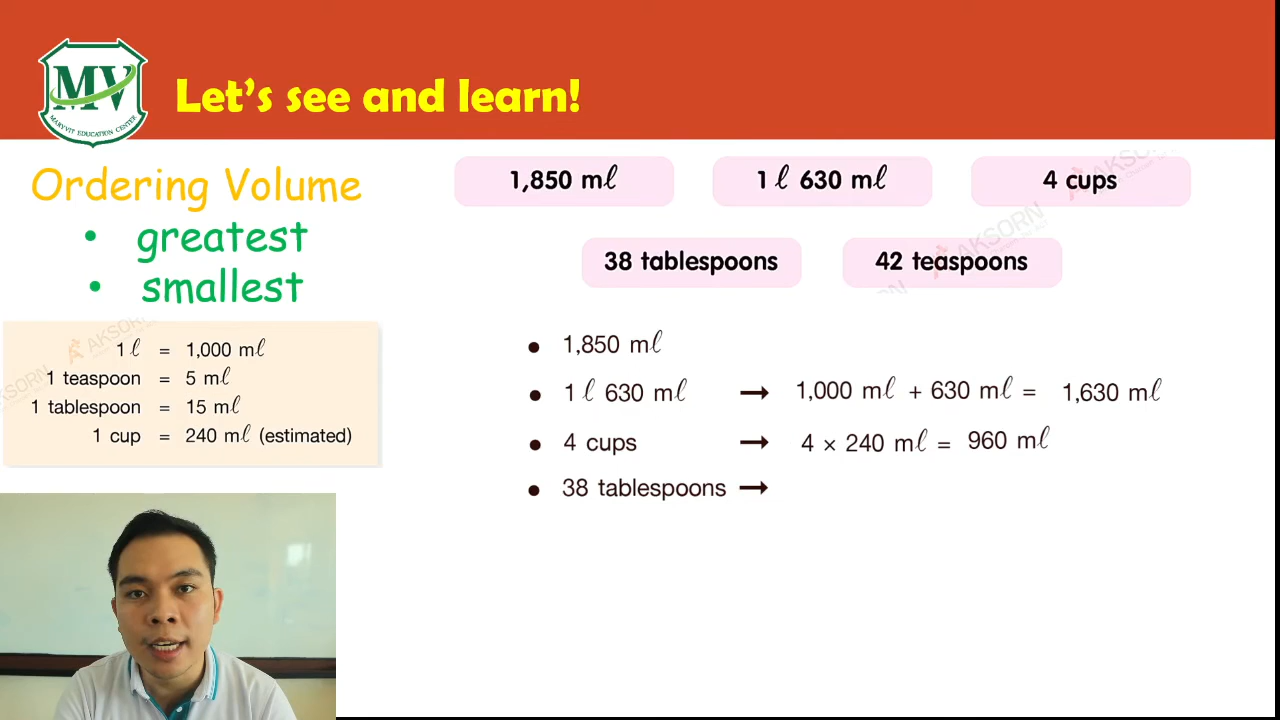 MV
MARYVIT EDUCATION CENTER
Let's see and learn!
Ordering Volume
• greatest
• smallest
1,850 mℓ
1 ℓ 630 mℓ
4 cups
38 tablespoons
42 teaspoons
AKSORN
AKSORN
1 ℓ = 1,000 mℓ
1 teaspoon = 5 mℓ
1 tablespoon = 15 mℓ
1 cup = 240 mℓ (estimated)
AKSORN
• 1,850 mℓ
• 1 ℓ 630 mℓ → 1,000 mℓ + 630 mℓ = 1,630 mℓ
• 4 cups → 4 × 240 mℓ = 960 mℓ
• 38 tablespoons →